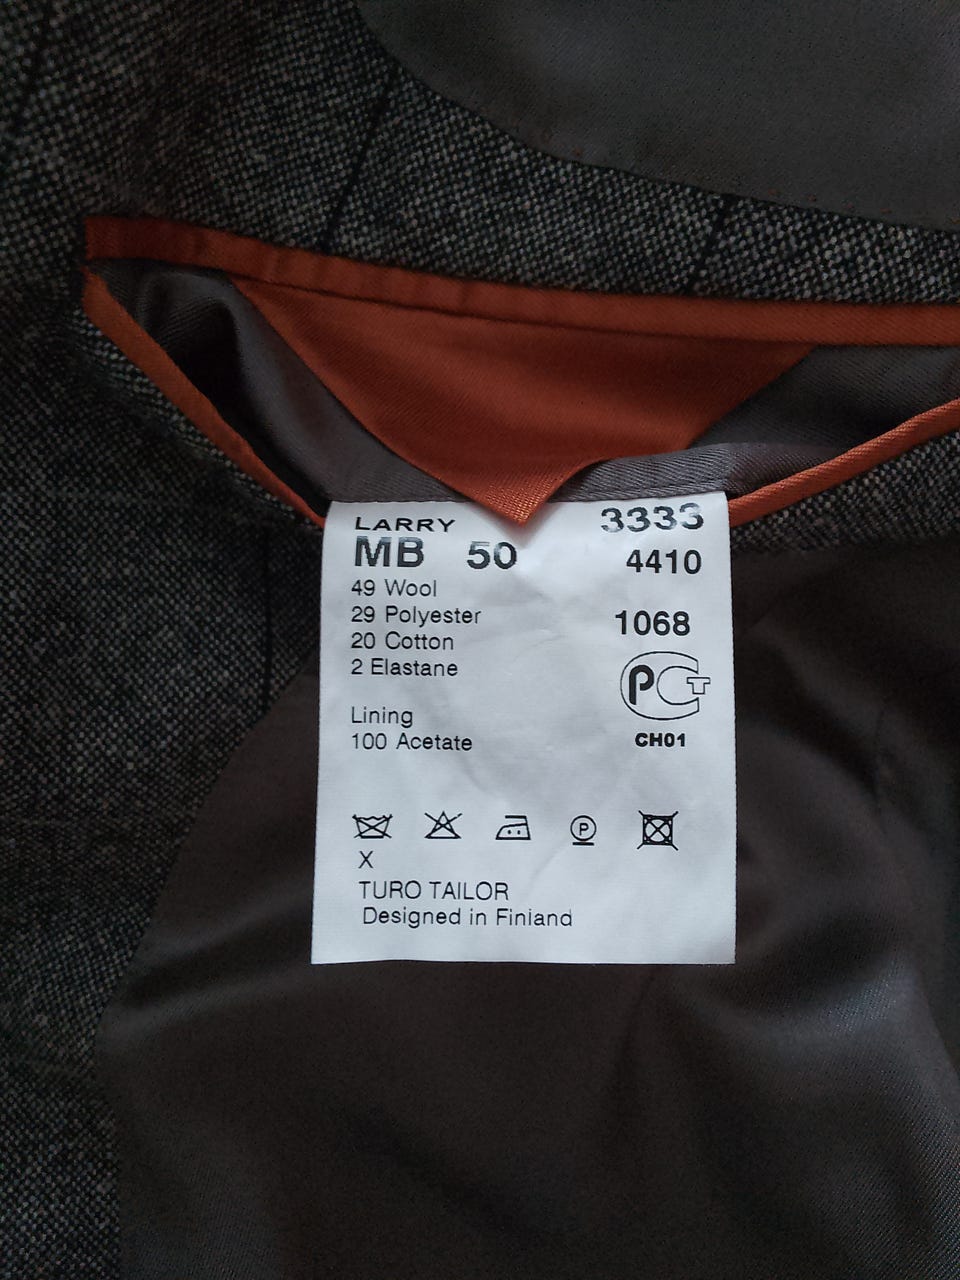 LARRY 3333
MB 50 4410
49 Wool
29 Polyester 1068
20 Cotton
2 Elastane
PCT
CH01
Lining
100 Acetate
P
X
TURO TAILOR
Designed in Finland